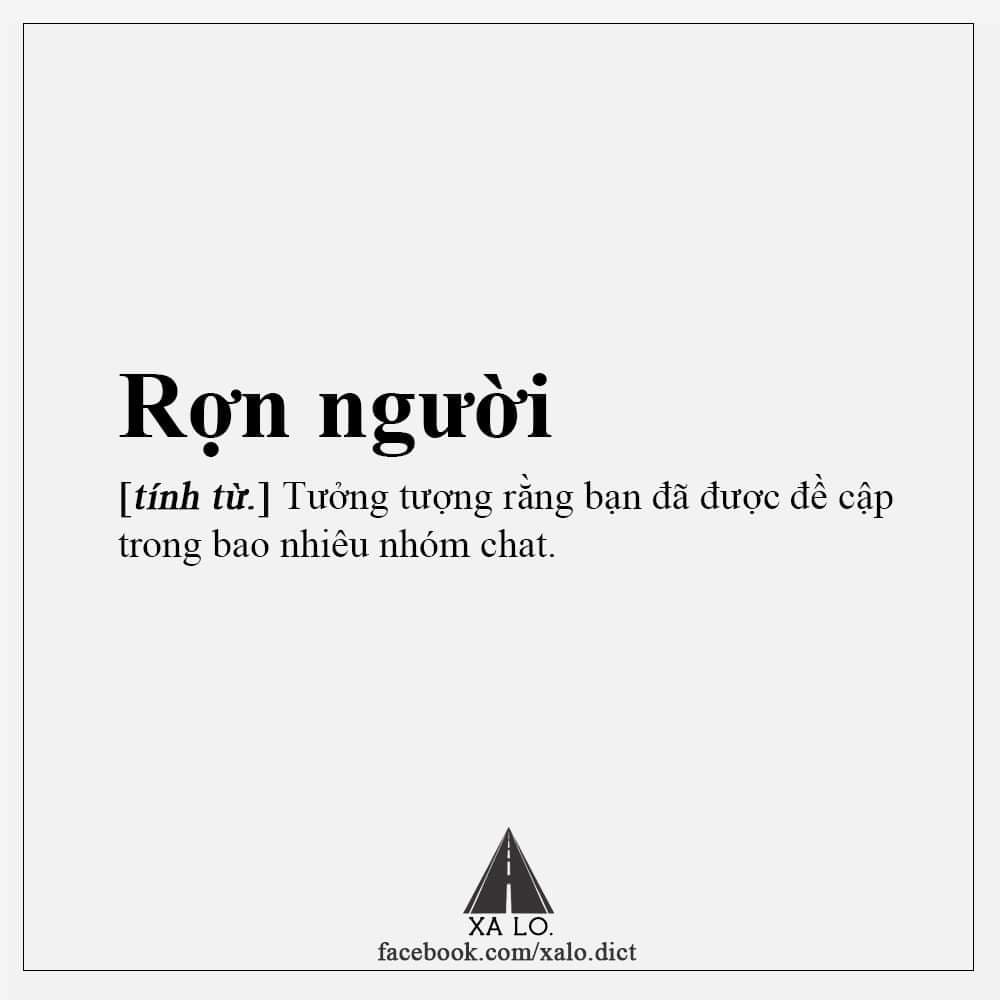 Rợn người
[tính từ.] Tưởng tượng rằng bạn đã được đề cập
trong bao nhiêu nhóm chat.
XA LO.
facebook.com/xalo.dict